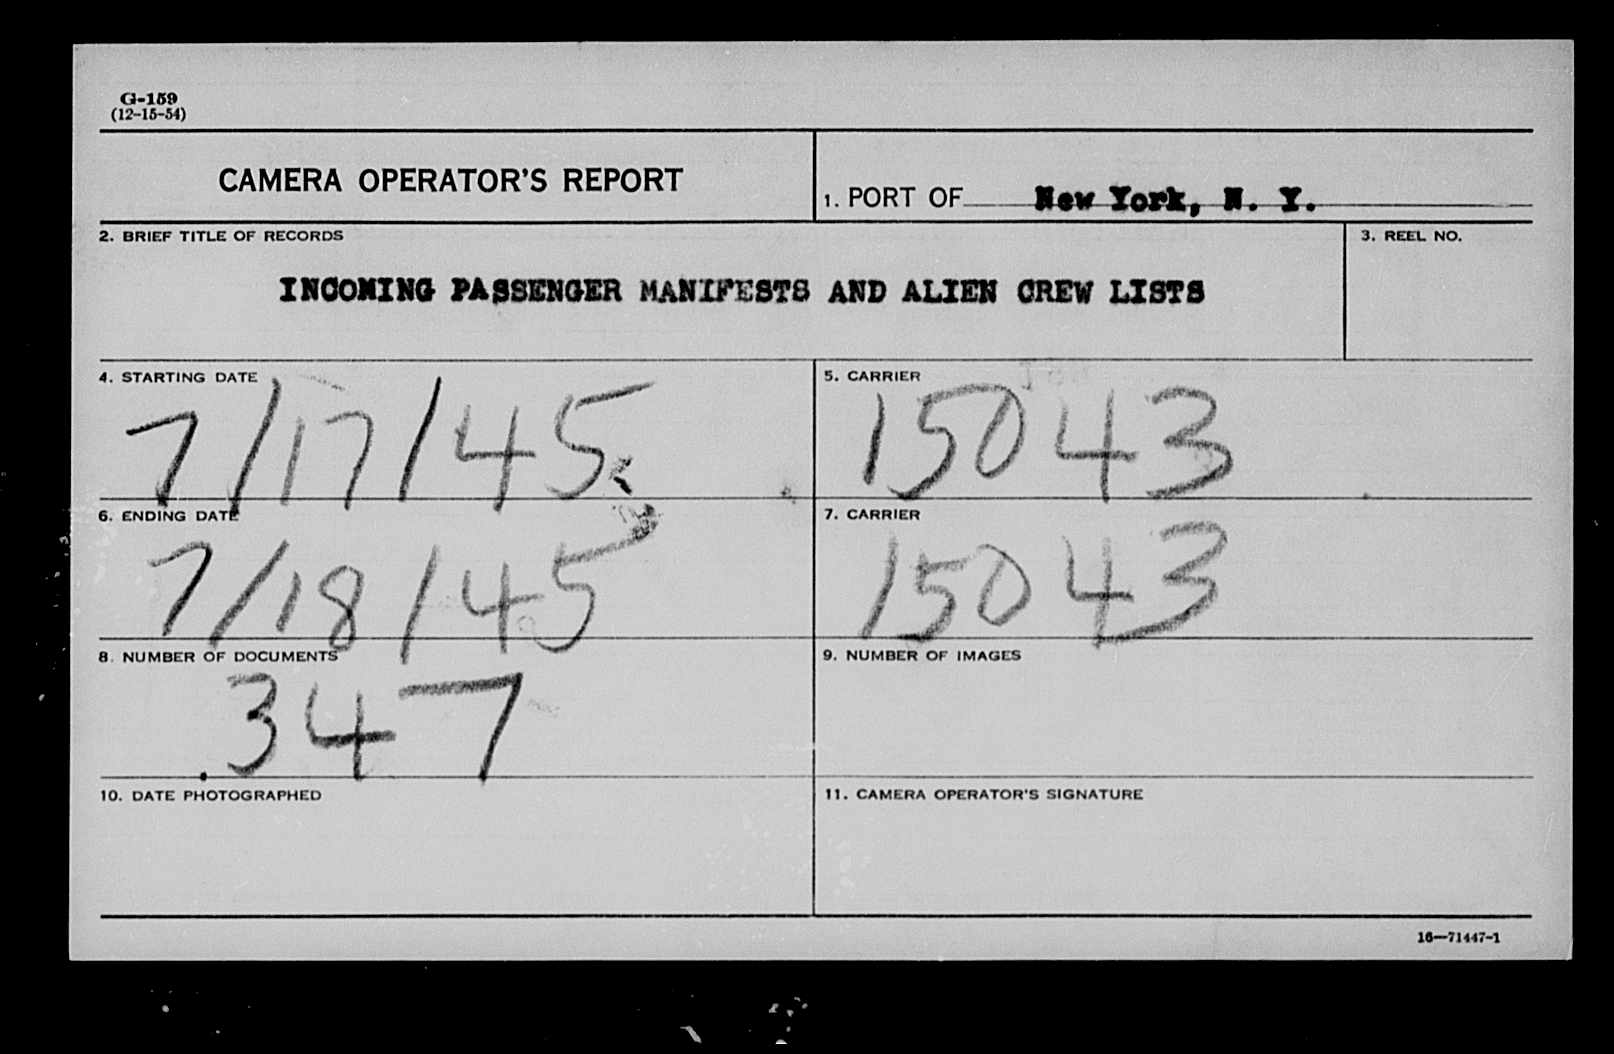 G-159
(12-15-54)
CAMERA OPERATOR'S REPORT
1. PORT OF New York, N. Y.
2. BRIEF TITLE OF RECORDS
3. REEL NO.
INCOMING PASSENGER MANIFESTS AND ALIEN CREW LISTS
4. STARTING DATE
5. CARRIER
7/17/45
15043
6. ENDING DATE
7. CARRIER
7/18/45
15043
8. NUMBER OF DOCUMENTS
9. NUMBER OF IMAGES
347
10. DATE PHOTOGRAPHED
11. CAMERA OPERATOR'S SIGNATURE
16—71447-1